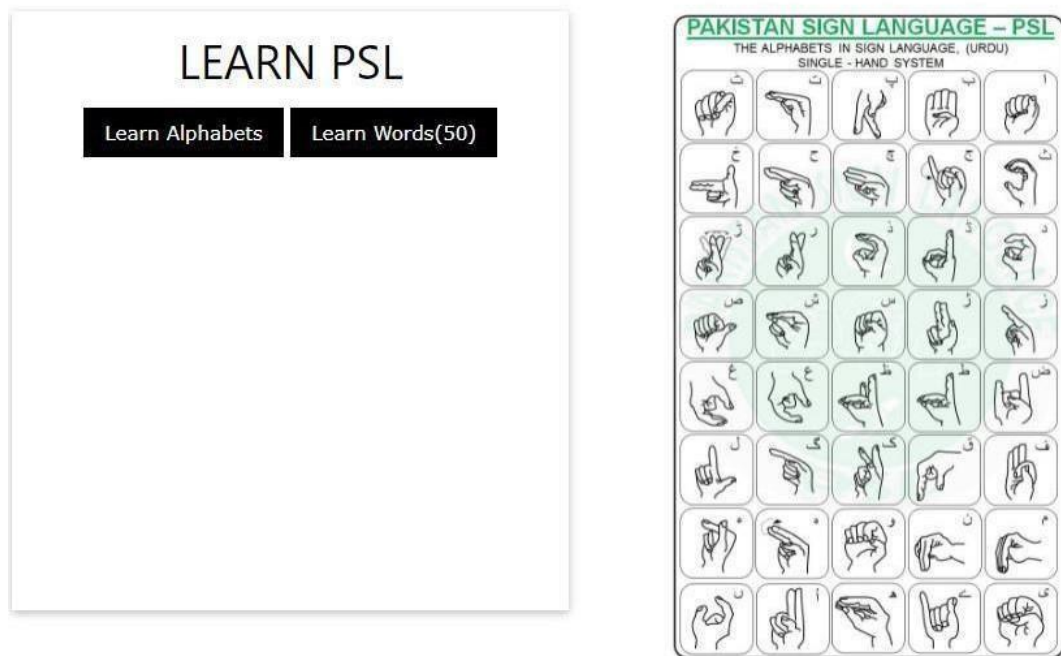 LEARN PSL
Learn Alphabets Learn Words(50)
PAKISTAN SIGN LANGUAGE – PSL
THE ALPHABETS IN SIGN LANGUAGE, (URDU)
SINGLE - HAND SYSTEM
ا ب پ ت ٹ
ث ج چ ح خ
د ڈ ذ ر ڑ
ز ژ س ش ص
ض ط ظ ع غ
ف ق ک گ ل
م ن و ہ
ی ے ھ ں